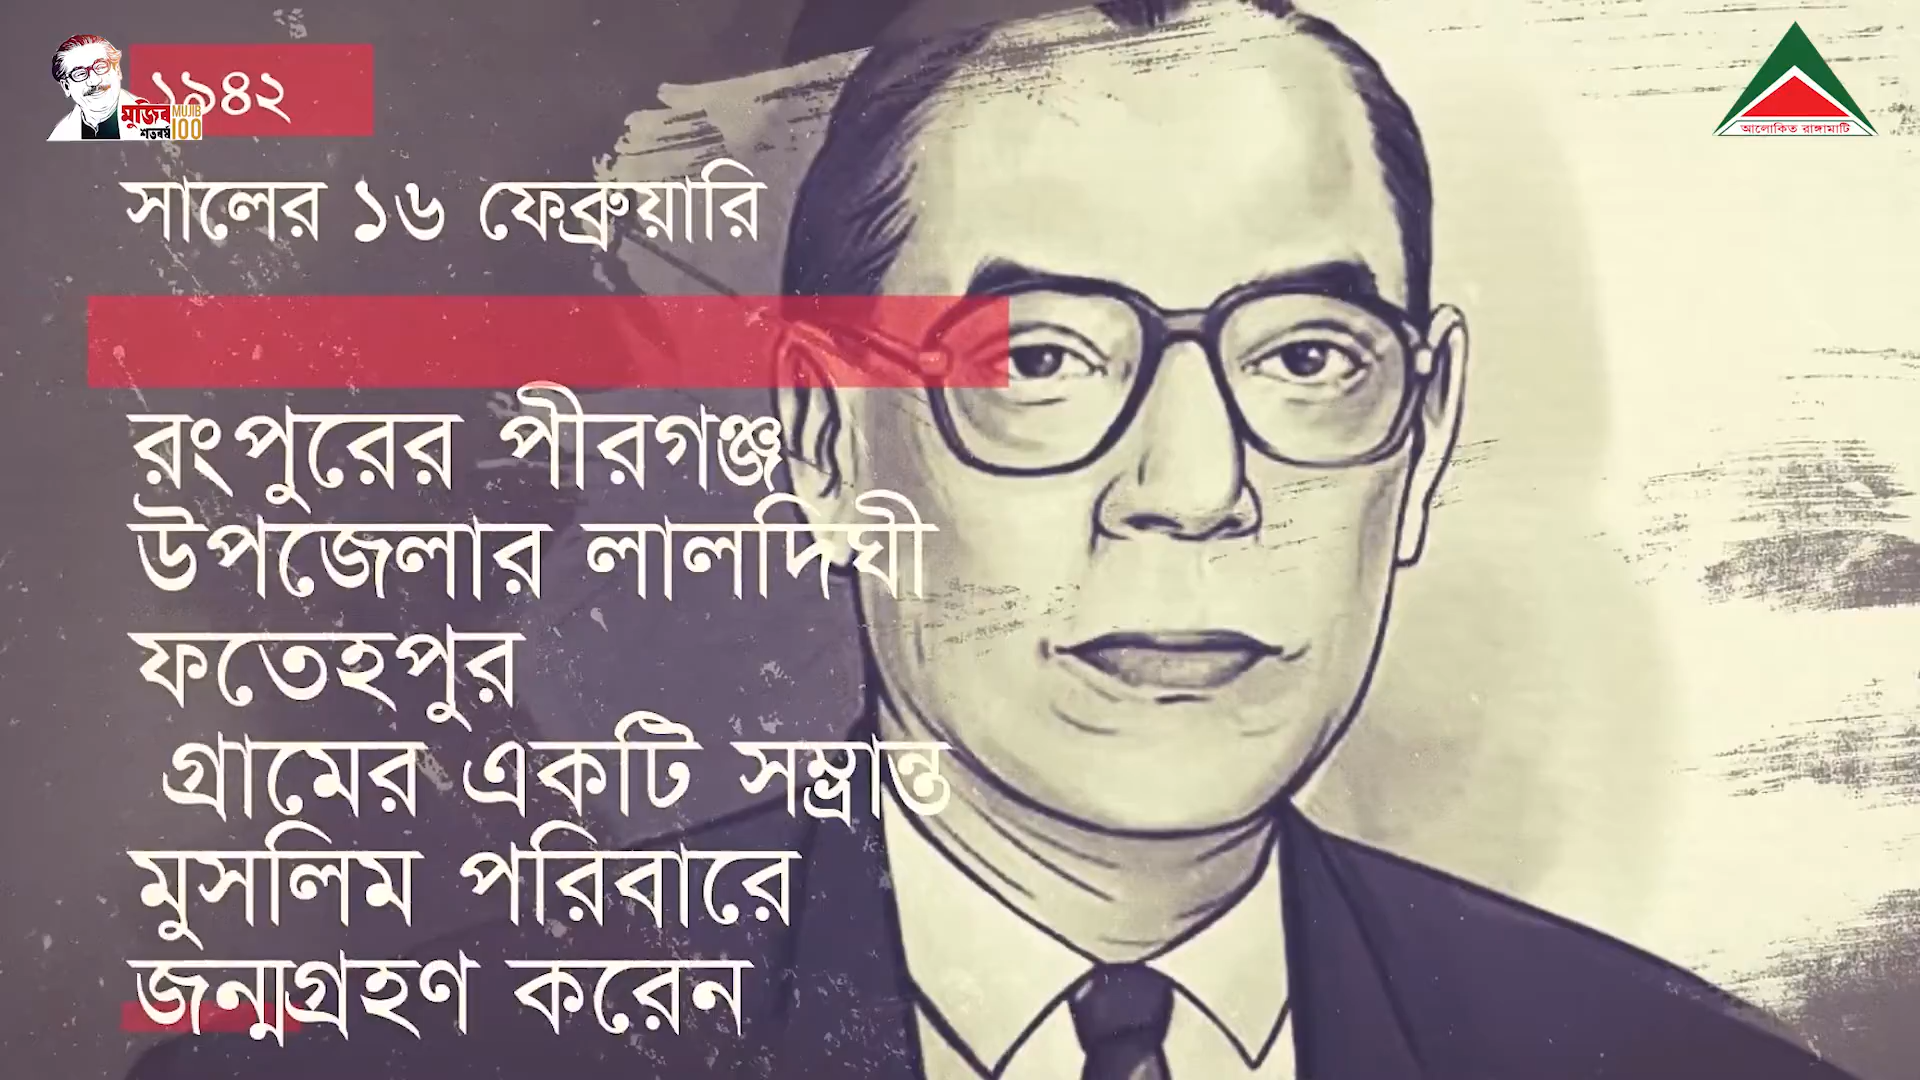 ১৯৪২
মুজিব
শতবর্ষ
MUJIB
100
আলোকিত রাঙ্গামাটি
সালের ১৬ ফেব্রুয়ারি
রংপুরের পীরগঞ্জ
উপজেলার লালদিঘী
ফতেহপুর
গ্রামের একটি সম্ভ্রান্ত
মুসলিম পরিবারে
জন্মগ্রহণ করেন